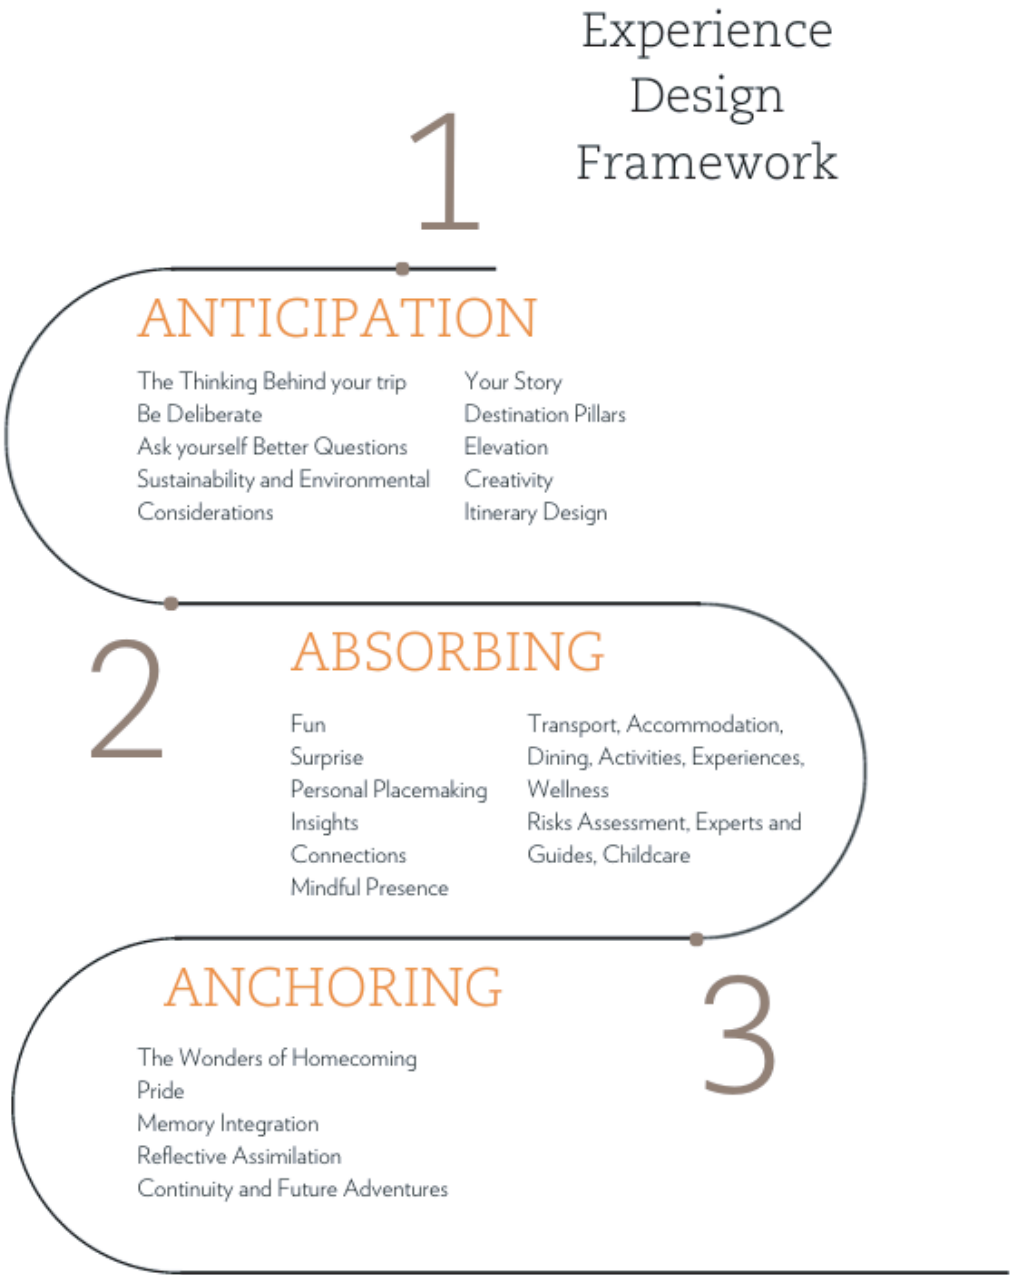 Experience
Design
Framework
1
ANTICIPATION
The Thinking Behind your trip
Be Deliberate
Ask yourself Better Questions
Sustainability and Environmental
Considerations
Your Story
Destination Pillars
Elevation
Creativity
Itinerary Design
2
ABSORBING
Fun
Surprise
Personal Placemaking
Insights
Connections
Mindful Presence
Transport, Accommodation,
Dining, Activities, Experiences,
Wellness
Risks Assessment, Experts and
Guides, Childcare
3
ANCHORING
The Wonders of Homecoming
Pride
Memory Integration
Reflective Assimilation
Continuity and Future Adventures